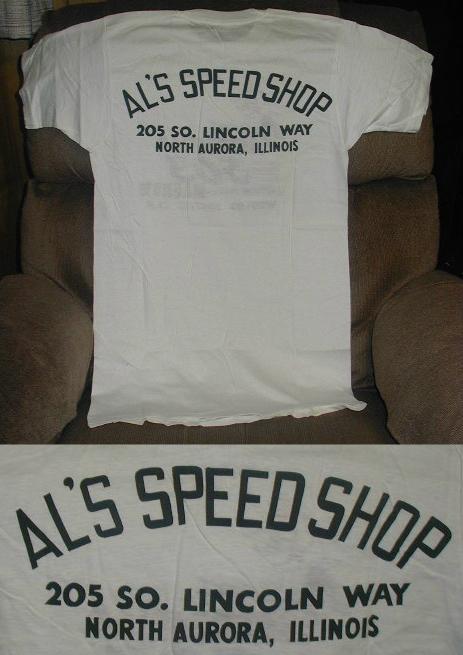 AL'S SPEED SHOP
205 SO. LINCOLN WAY
NORTH AURORA, ILLINOIS
AL'S SPEED SHOP
205 SO. LINCOLN WAY
NORTH AURORA, ILLINOIS